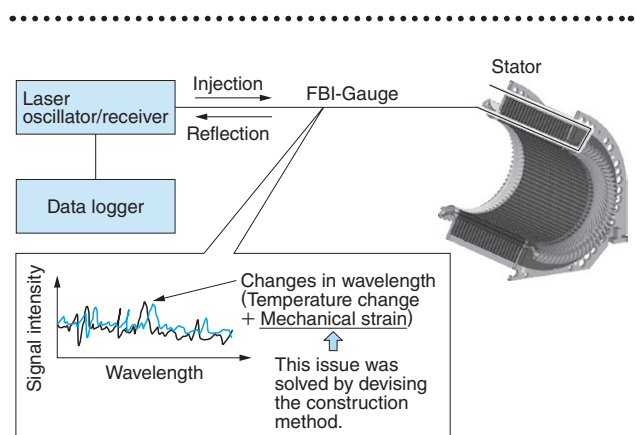 Stator
Injection
FBI-Gauge
Laser
oscillator/receiver
Reflection
Data logger
Changes in wavelength
(Temperature change
+ Mechanical strain)
Signal intensity
Wavelength
This issue was
solved by devising
the construction
method.